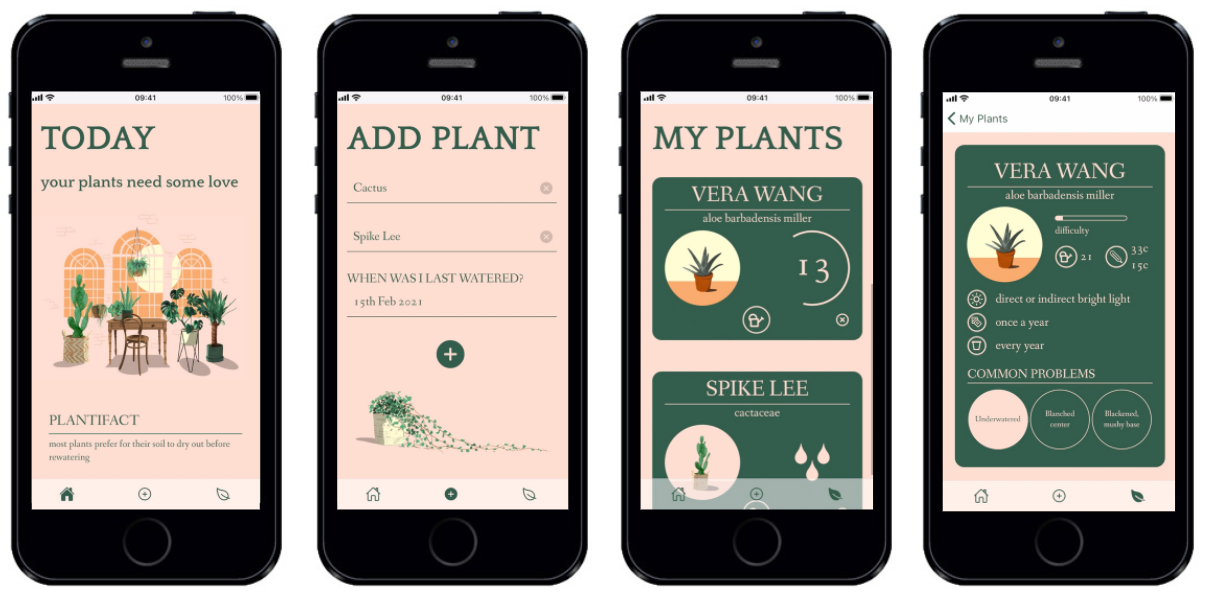 09:41
100%
TODAY
your plants need some love
PLANTIFACT
most plants prefer for their soil to dry out before
rewatering
09:41
100%
ADD PLANT
Cactus
Spike Lee
WHEN WAS I LAST WATERED?
15th Feb 2021
09:41
100%
MY PLANTS
VERA WANG
aloe barbadensis miller
13
SPIKE LEE
cactaceae
09:41
100%
My Plants
VERA WANG
aloe barbadensis miller
difficulty
21
33c
15c
direct or indirect bright light
once a year
every year
COMMON PROBLEMS
Underwatered
Blanched
center
Blackened,
mushy base